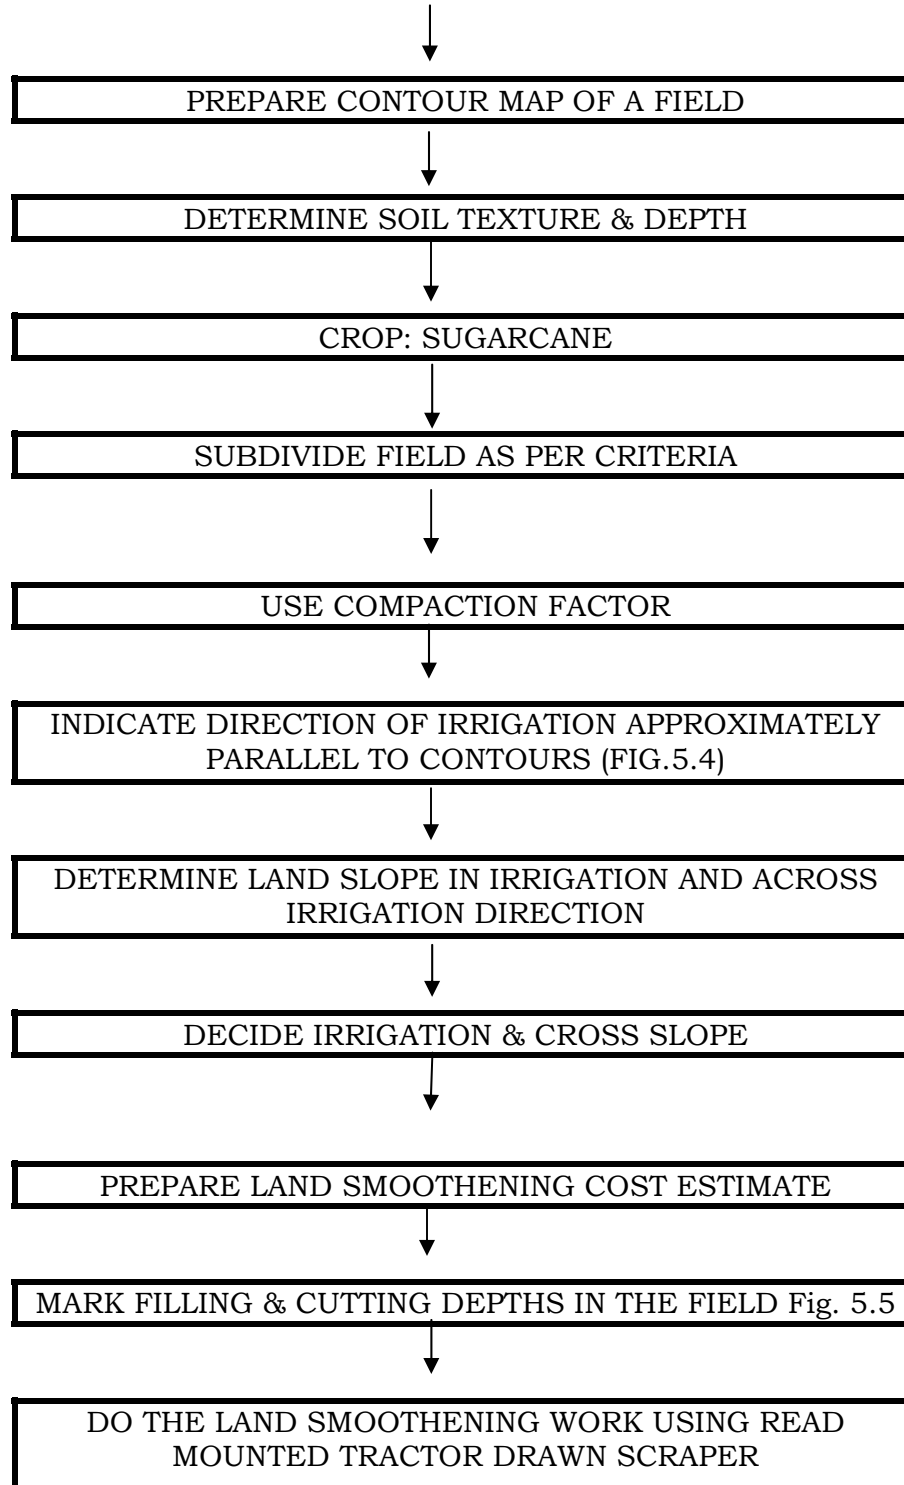 PREPARE CONTOUR MAP OF A FIELD
DETERMINE SOIL TEXTURE & DEPTH
CROP: SUGARCANE
SUBDIVIDE FIELD AS PER CRITERIA
USE COMPACTION FACTOR
INDICATE DIRECTION OF IRRIGATION APPROXIMATELY
PARALLEL TO CONTOURS (FIG.5.4)
DETERMINE LAND SLOPE IN IRRIGATION AND ACROSS
IRRIGATION DIRECTION
DECIDE IRRIGATION & CROSS SLOPE
PREPARE LAND SMOOTHENING COST ESTIMATE
MARK FILLING & CUTTING DEPTHS IN THE FIELD Fig. 5.5
DO THE LAND SMOOTHENING WORK USING READ
MOUNTED TRACTOR DRAWN SCRAPER